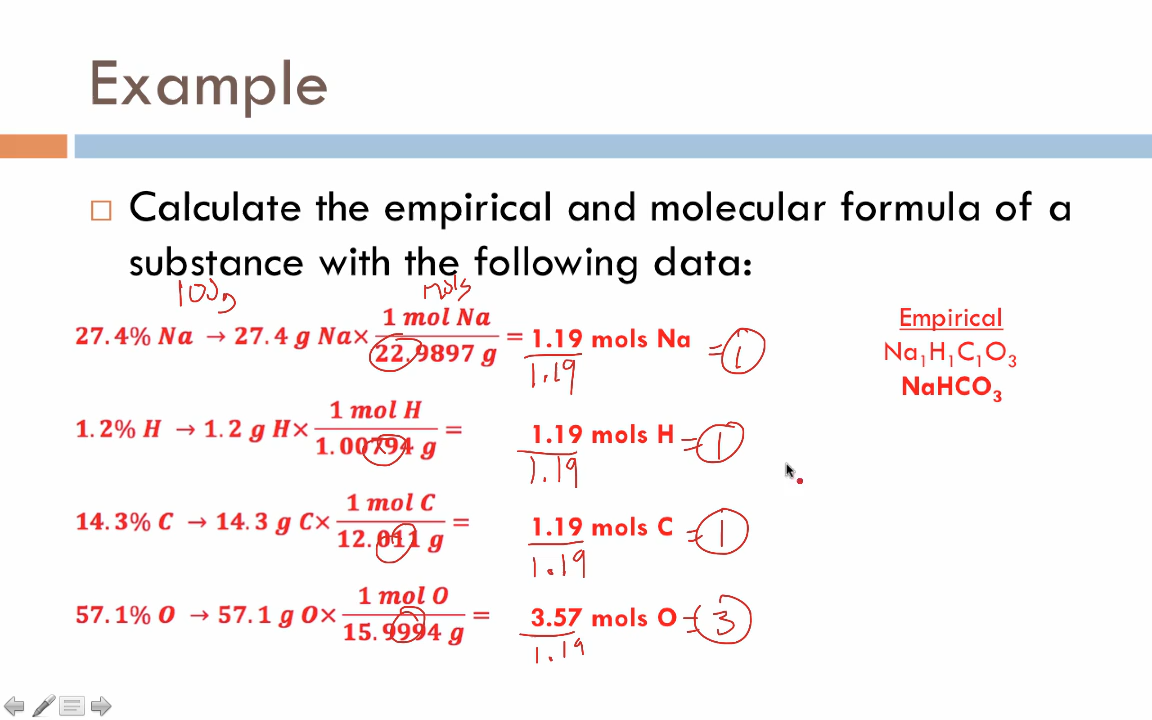 Example
Calculate the empirical and molecular formula of a
substance with the following data:
100g
mols
27.4% Na → 27.4 g Na× 1 mol Na / 22.9897 g = 1.19 mols Na = 1
1.19
1.2% H → 1.2 g H× 1 mol H / 1.00794 g = 1.19 mols H = 1
1.19
14.3% C → 14.3 g C× 1 mol C / 12.011 g = 1.19 mols C = 1
1.19
57.1% O → 57.1 g O× 1 mol O / 15.9994 g = 3.57 mols O = 3
1.19
Empirical
Na₁H₁C₁O₃
NaHCO₃